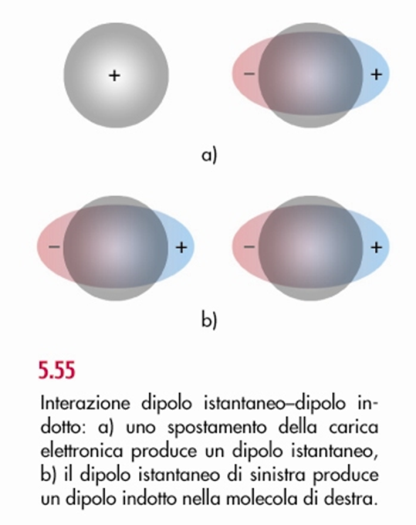 +
− +
a)
− + − +
b)
5.55
Interazione dipolo istantaneo–dipolo in-
dotto: a) uno spostamento della carica
elettronica produce un dipolo istantaneo,
b) il dipolo istantaneo di sinistra produce
un dipolo indotto nella molecola di destra.